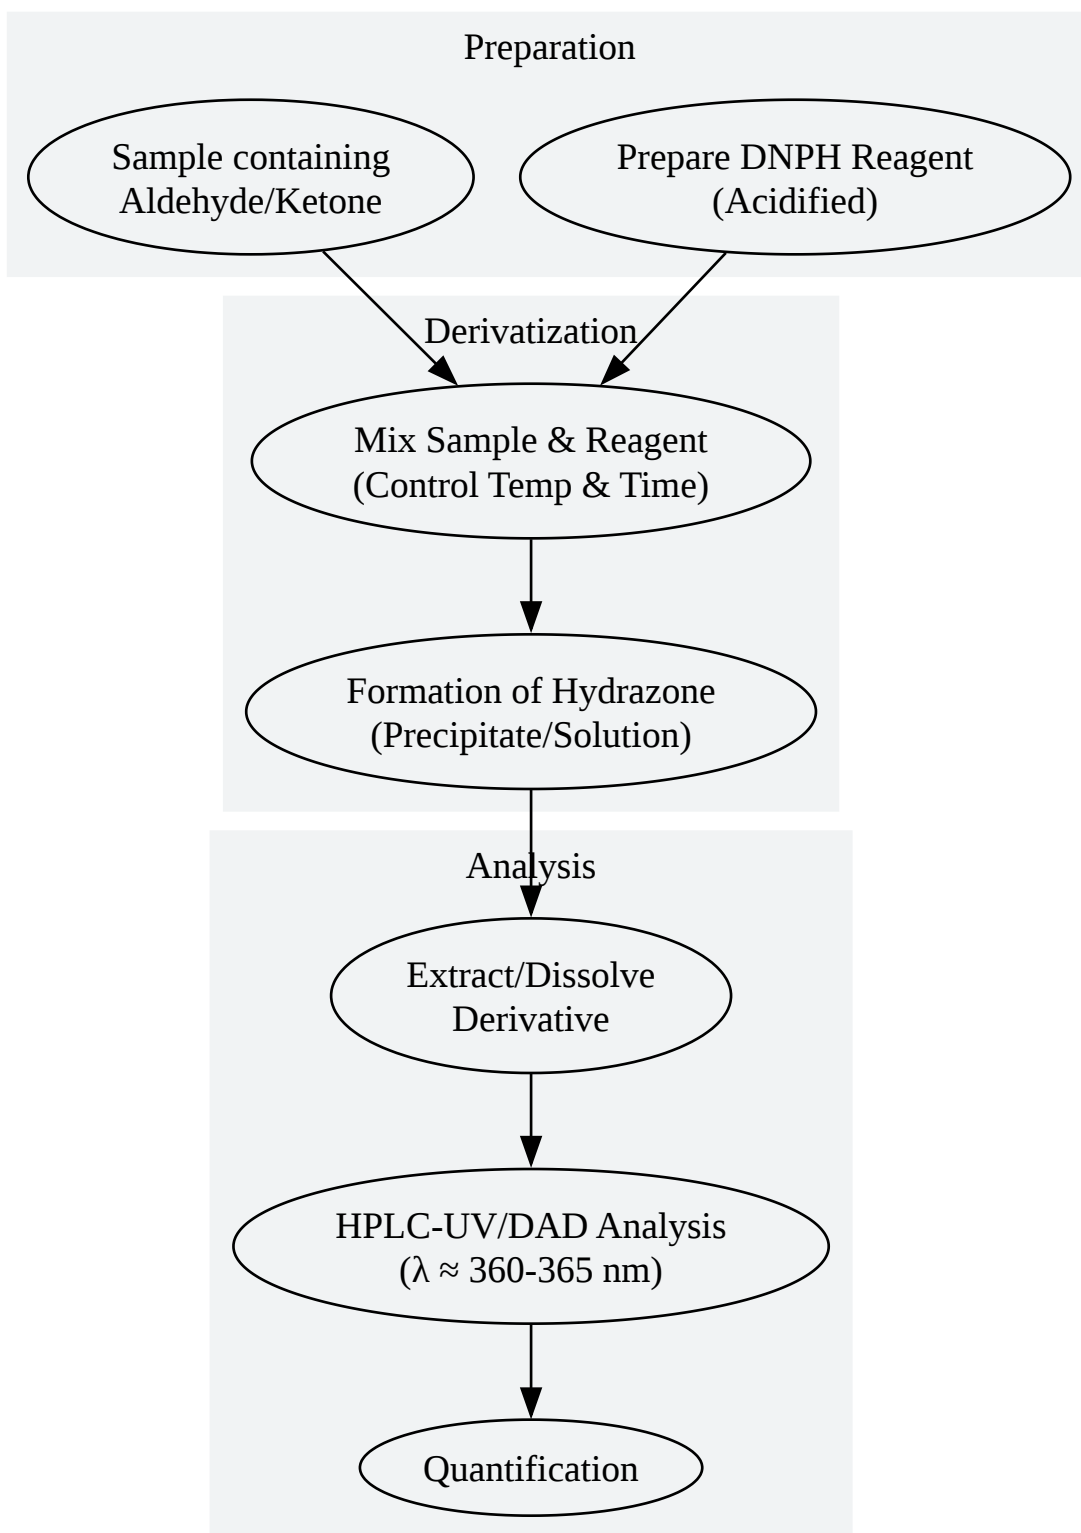 Preparation
Sample containing
Aldehyde/Ketone
Prepare DNPH Reagent
(Acidified)
Derivatization
Mix Sample & Reagent
(Control Temp & Time)
Formation of Hydrazone
(Precipitate/Solution)
Analysis
Extract/Dissolve
Derivative
HPLC-UV/DAD Analysis
(λ ≈ 360-365 nm)
Quantification